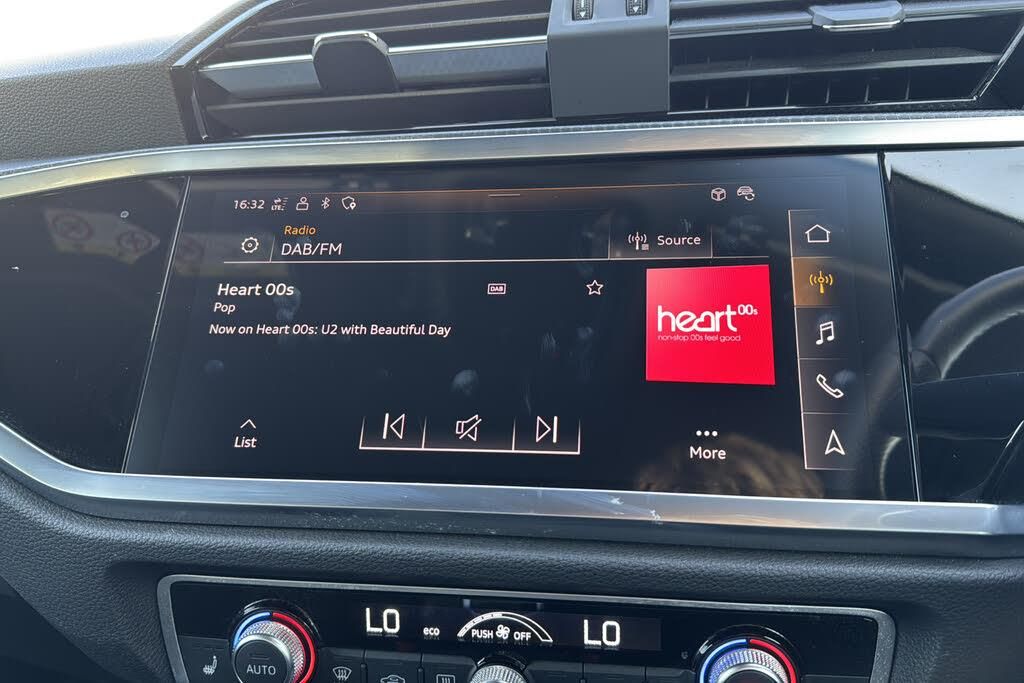 16:32 LTE
Radio
DAB/FM
Source
Heart 00s
DAB
Pop
Now on Heart 00s: U2 with Beautiful Day
heart 00s
non-stop 00s feel good
List
More
LO
eco
PUSH OFF
LO
AUTO